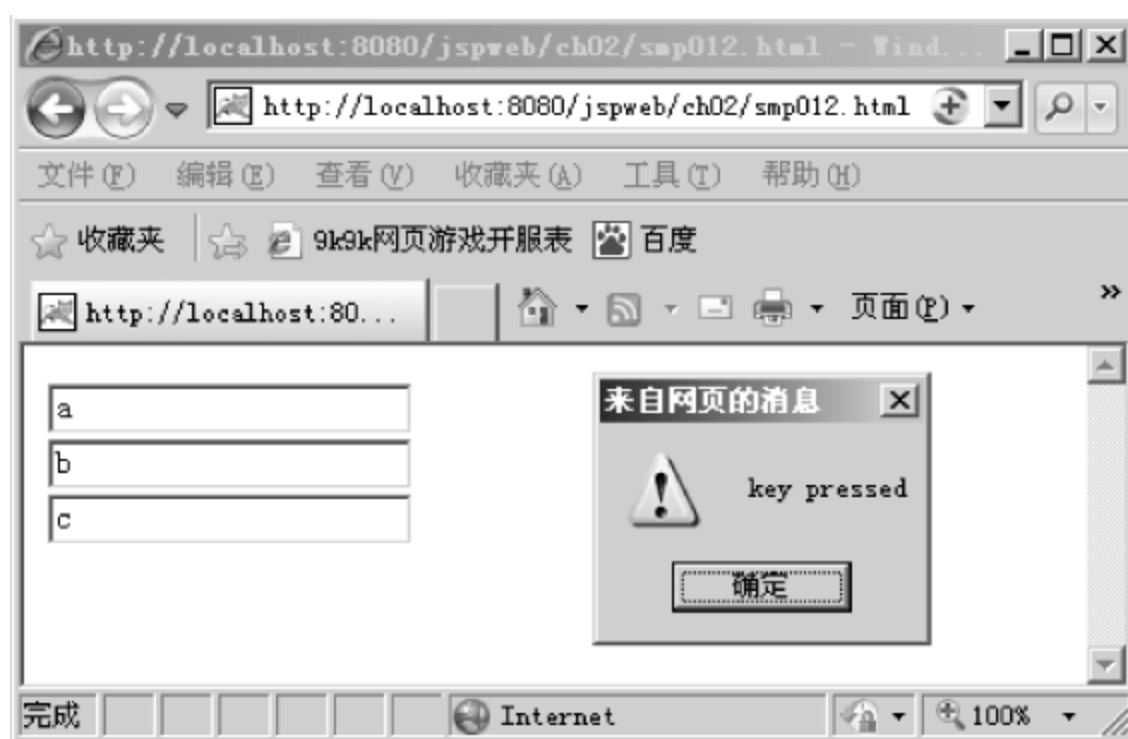 http://localhost:8080/jspweb/ch02/smp012.html - Wind...
http://localhost:8080/jspweb/ch02/smp012.html
文件(F) 编辑(E) 查看(V) 收藏夹(A) 工具(T) 帮助(H)
收藏夹 9k9k网页游戏开服表 百度
http://localhost:80... 页面(P) »
a
b
c
来自网页的消息
key pressed
确定
完成 Internet 100%